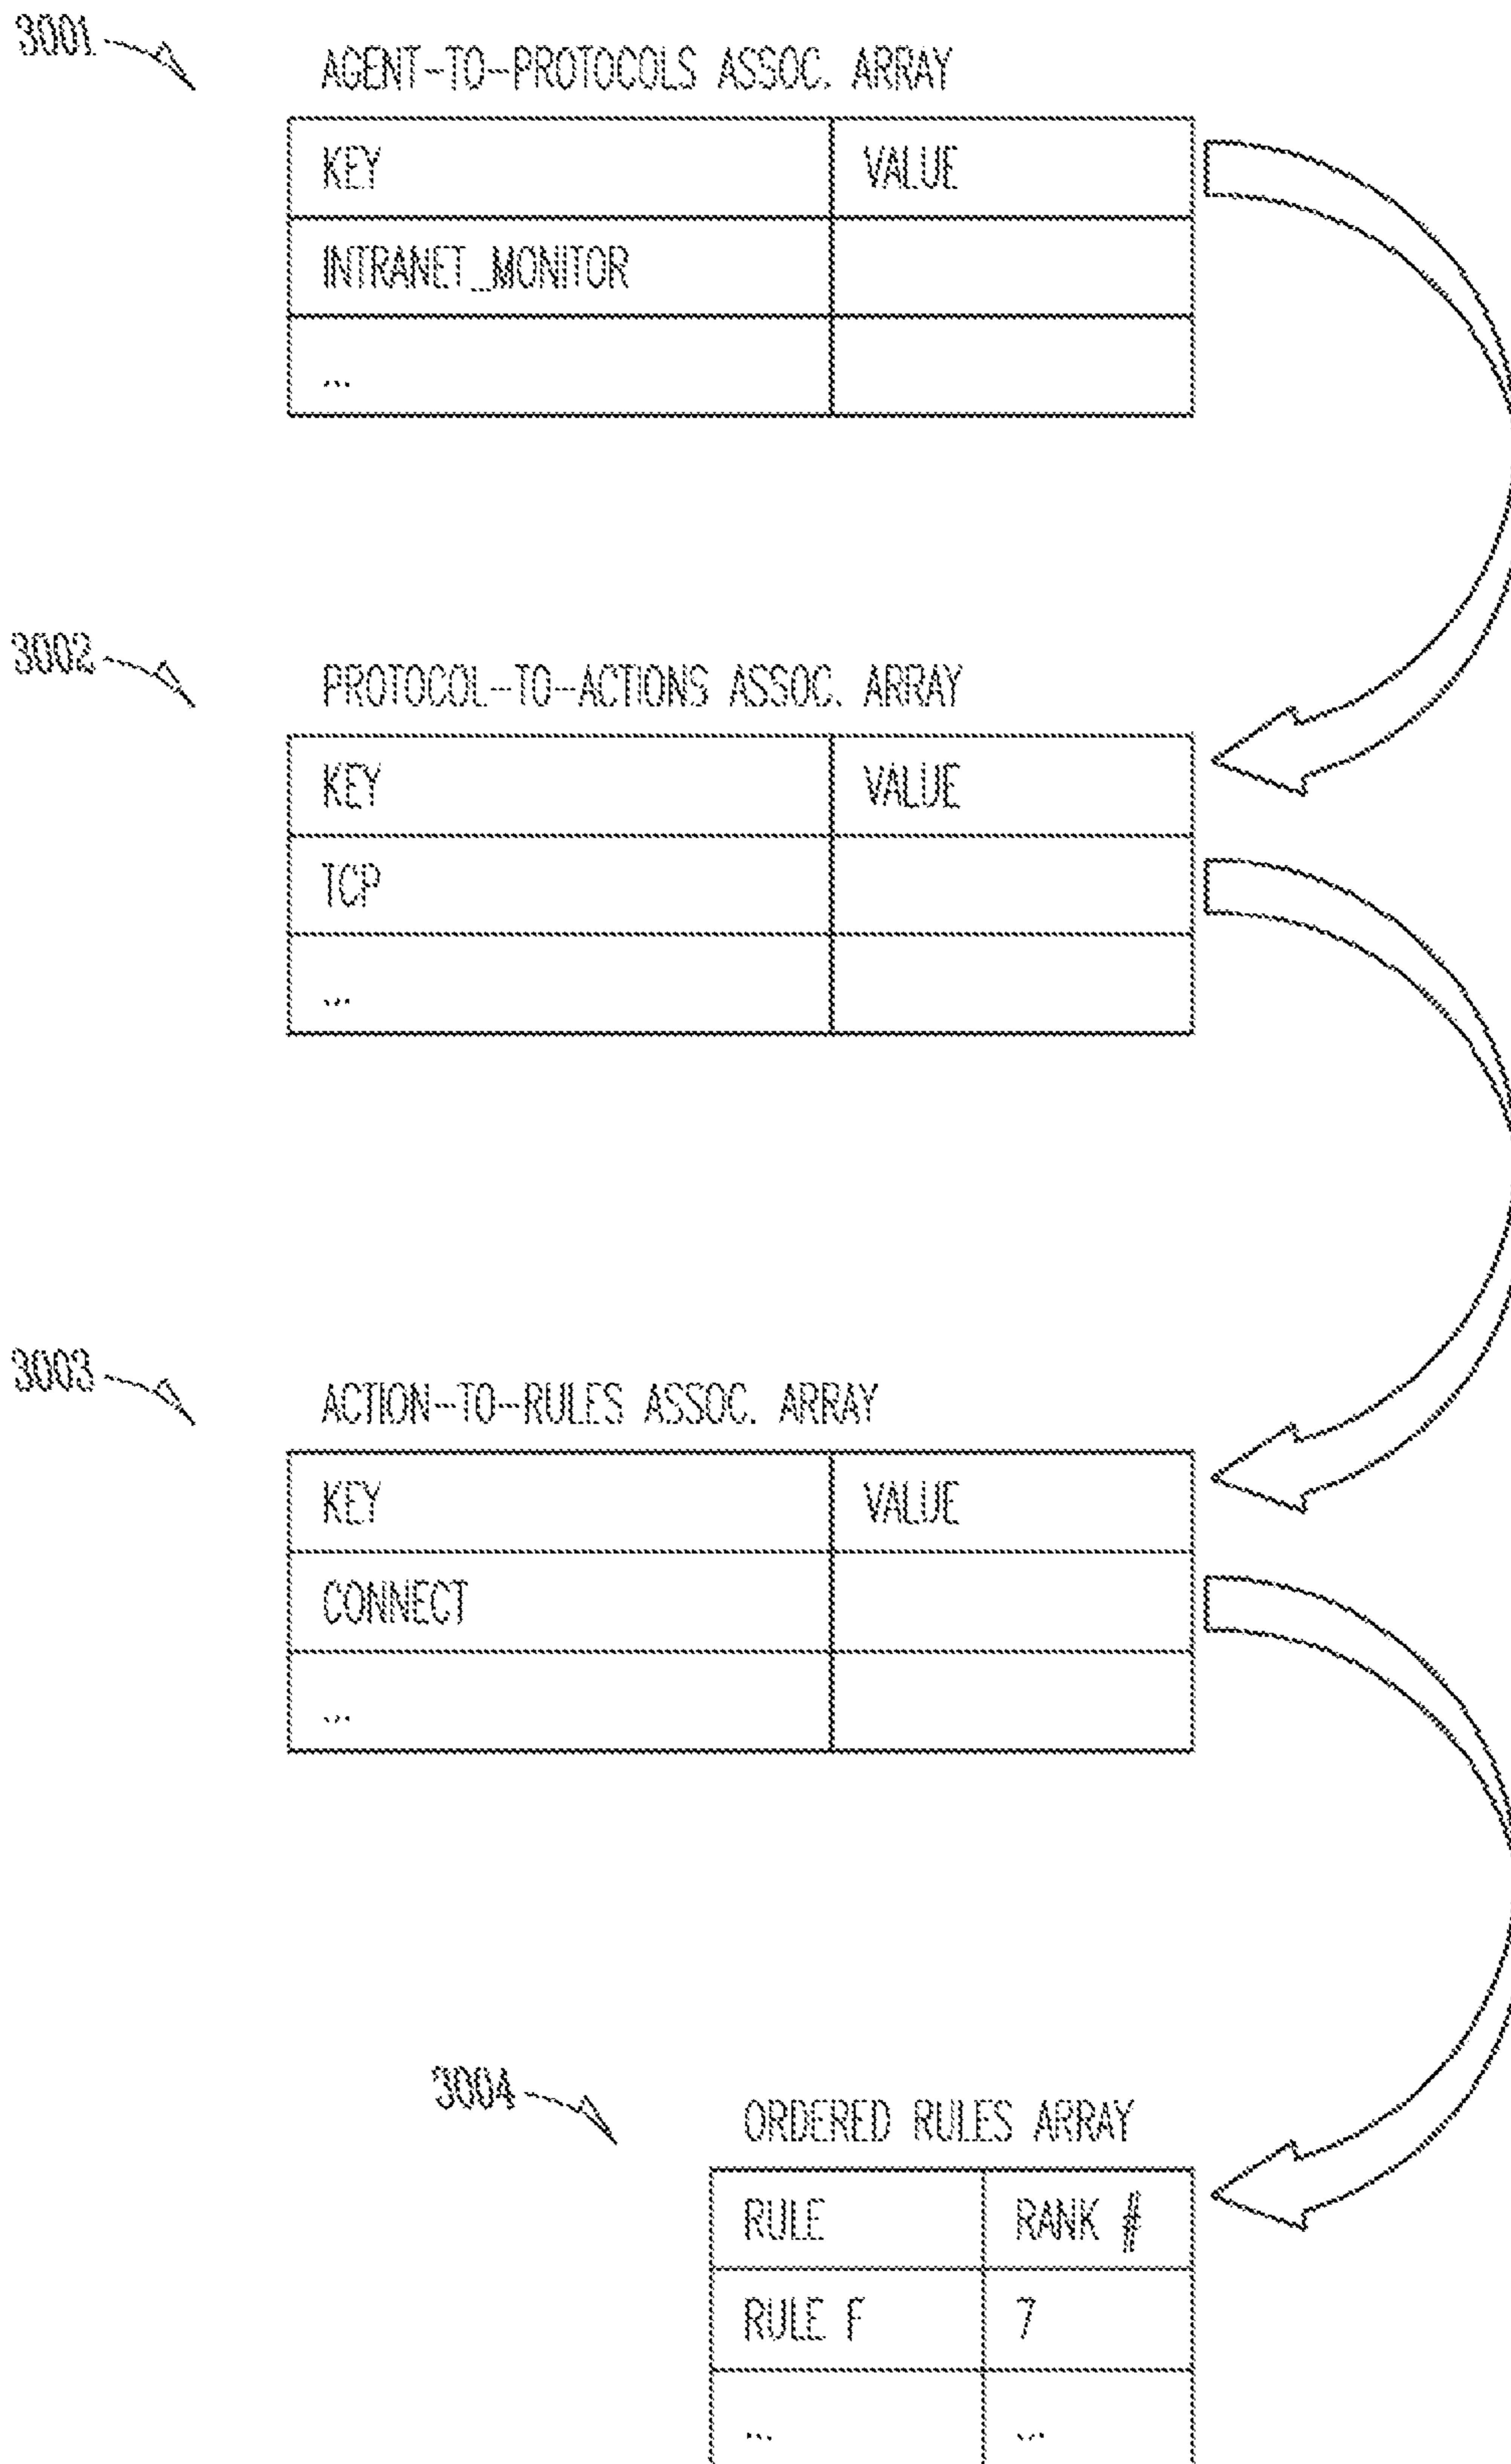 3001
AGENT-TO-PROTOCOLS ASSOC. ARRAY
KEY VALUE
INTRANET_MONITOR
...
3002
PROTOCOL-TO-ACTIONS ASSOC. ARRAY
KEY VALUE
TCP
...
3003
ACTION-TO-RULES ASSOC. ARRAY
KEY VALUE
CONNECT
...
3004
ORDERED RULES ARRAY
RULE RANK #
RULE F 7
... ...